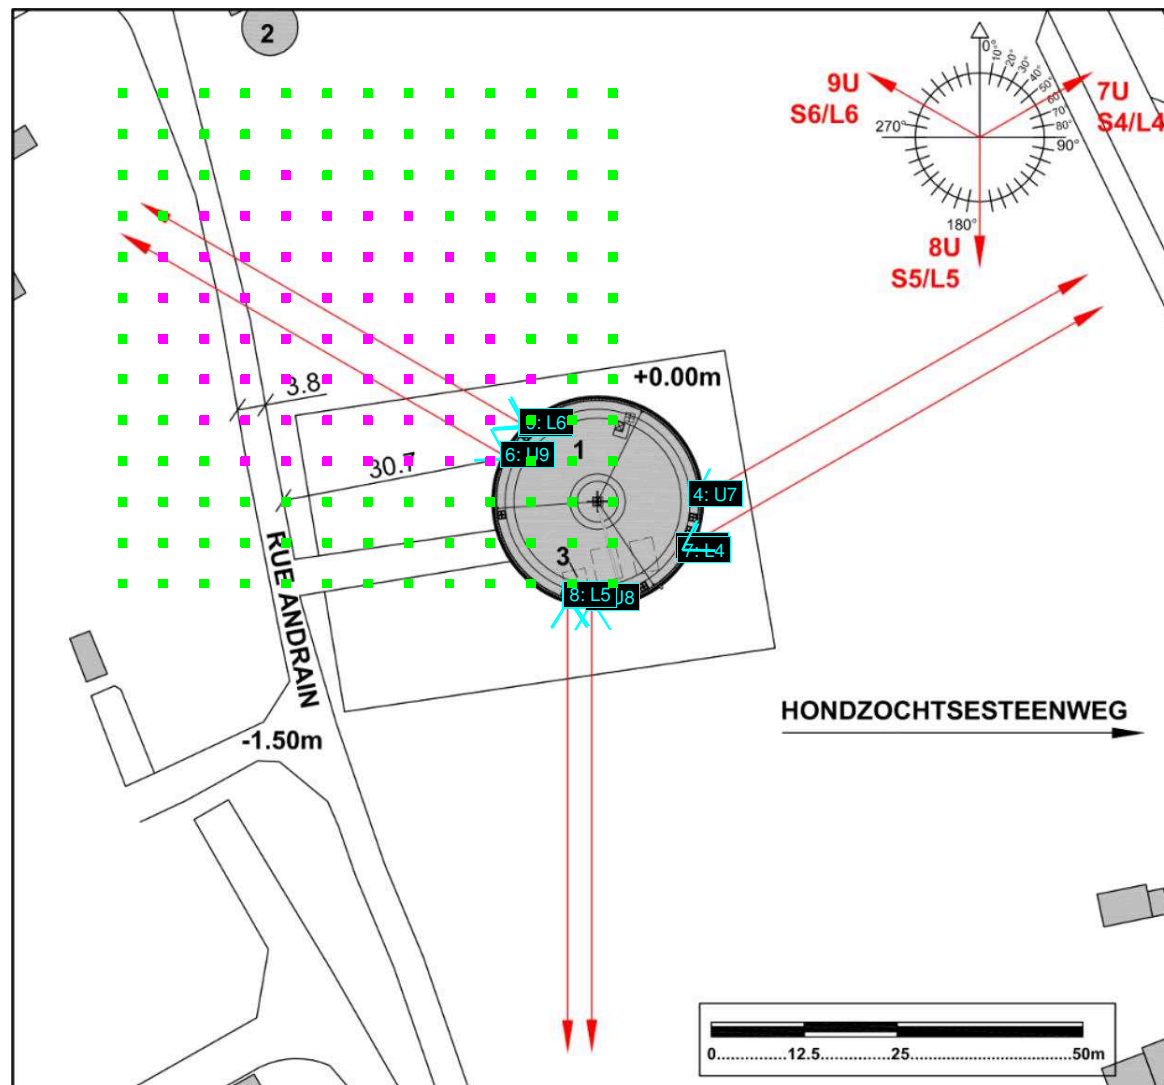 2
0°
10°
20°
30°
40°
50°
60°
70°
80°
90°
180°
270°
9U
S6/L6
7U
S4/L4
8U
S5/L5
3.8
+0.00m
L6
1
6: U9
30.7
4: U7
7: L4
3
8: L5
U8
RUE ANDRAIN
-1.50m
HONDZOCHTSESTEENWEG
0...............12.5...............25.....................................50m